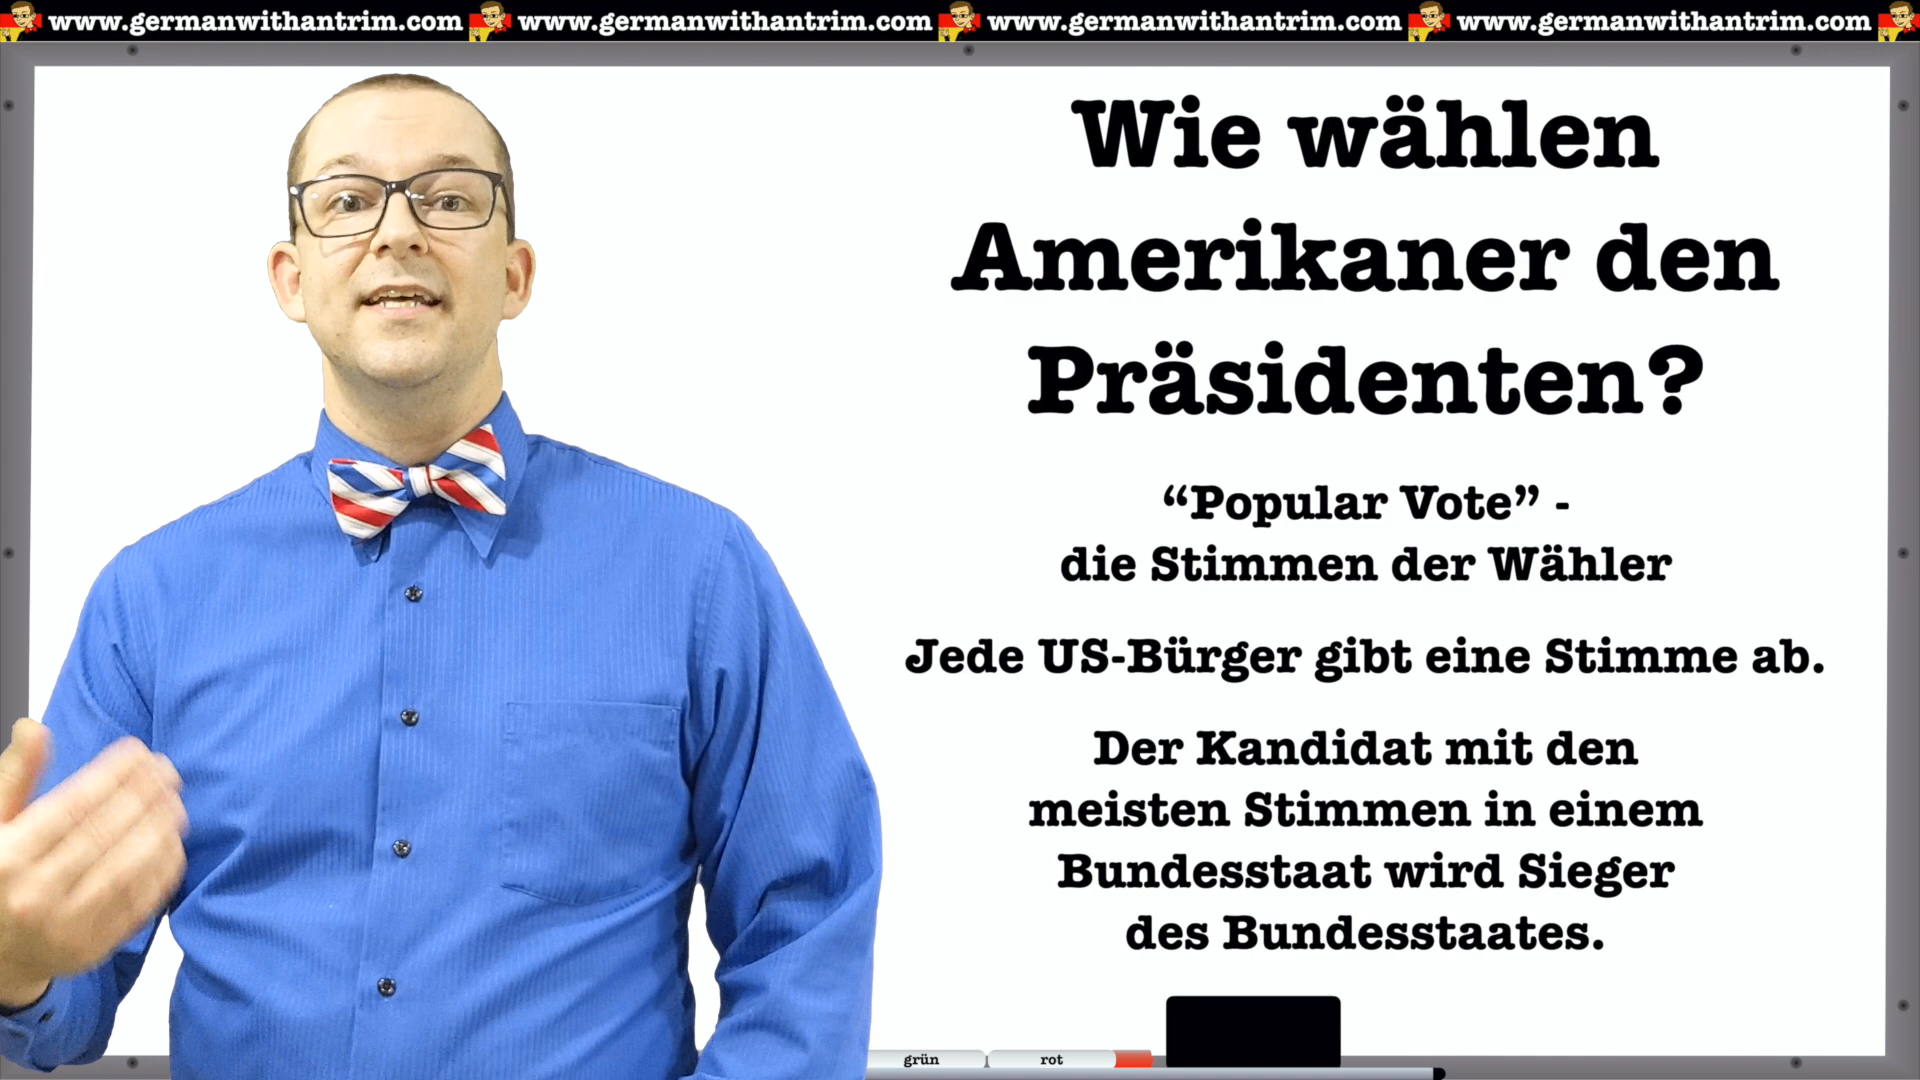 www.germanwithantrim.com www.germanwithantrim.com www.germanwithantrim.com www.germanwithantrim.com
Wie wählen
Amerikaner den
Präsidenten?
“Popular Vote” -
die Stimmen der Wähler
Jede US-Bürger gibt eine Stimme ab.
Der Kandidat mit den
meisten Stimmen in einem
Bundesstaat wird Sieger
des Bundesstaates.
grün rot